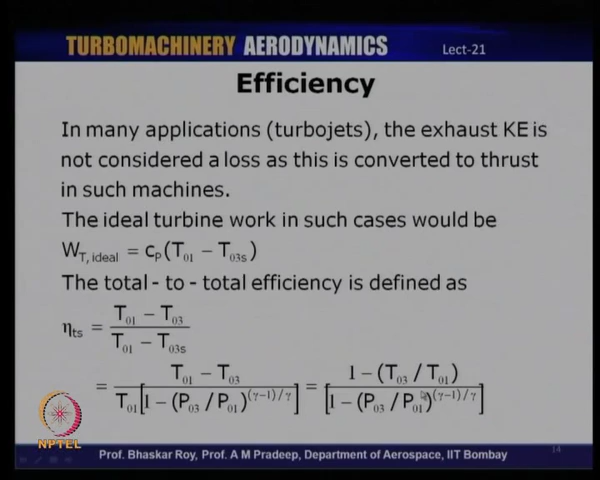 TURBOMACHINERY AERODYNAMICS Lect-21
Efficiency
In many applications (turbojets), the exhaust KE is
not considered a loss as this is converted to thrust
in such machines.
The ideal turbine work in such cases would be
W_T, ideal = c_P(T_01 − T_03s)
The total - to - total efficiency is defined as
η_ts = (T_01 − T_03) / (T_01 − T_03s)
= (T_01 − T_03) / (T_01[1 − (P_03 / P_01)^(γ−1)/γ]) = (1 − (T_03 / T_01)) / ([1 − (P_03 / P_01)^(γ−1)/γ])
NPTEL
Prof. Bhaskar Roy, Prof. A M Pradeep, Department of Aerospace, IIT Bombay
14